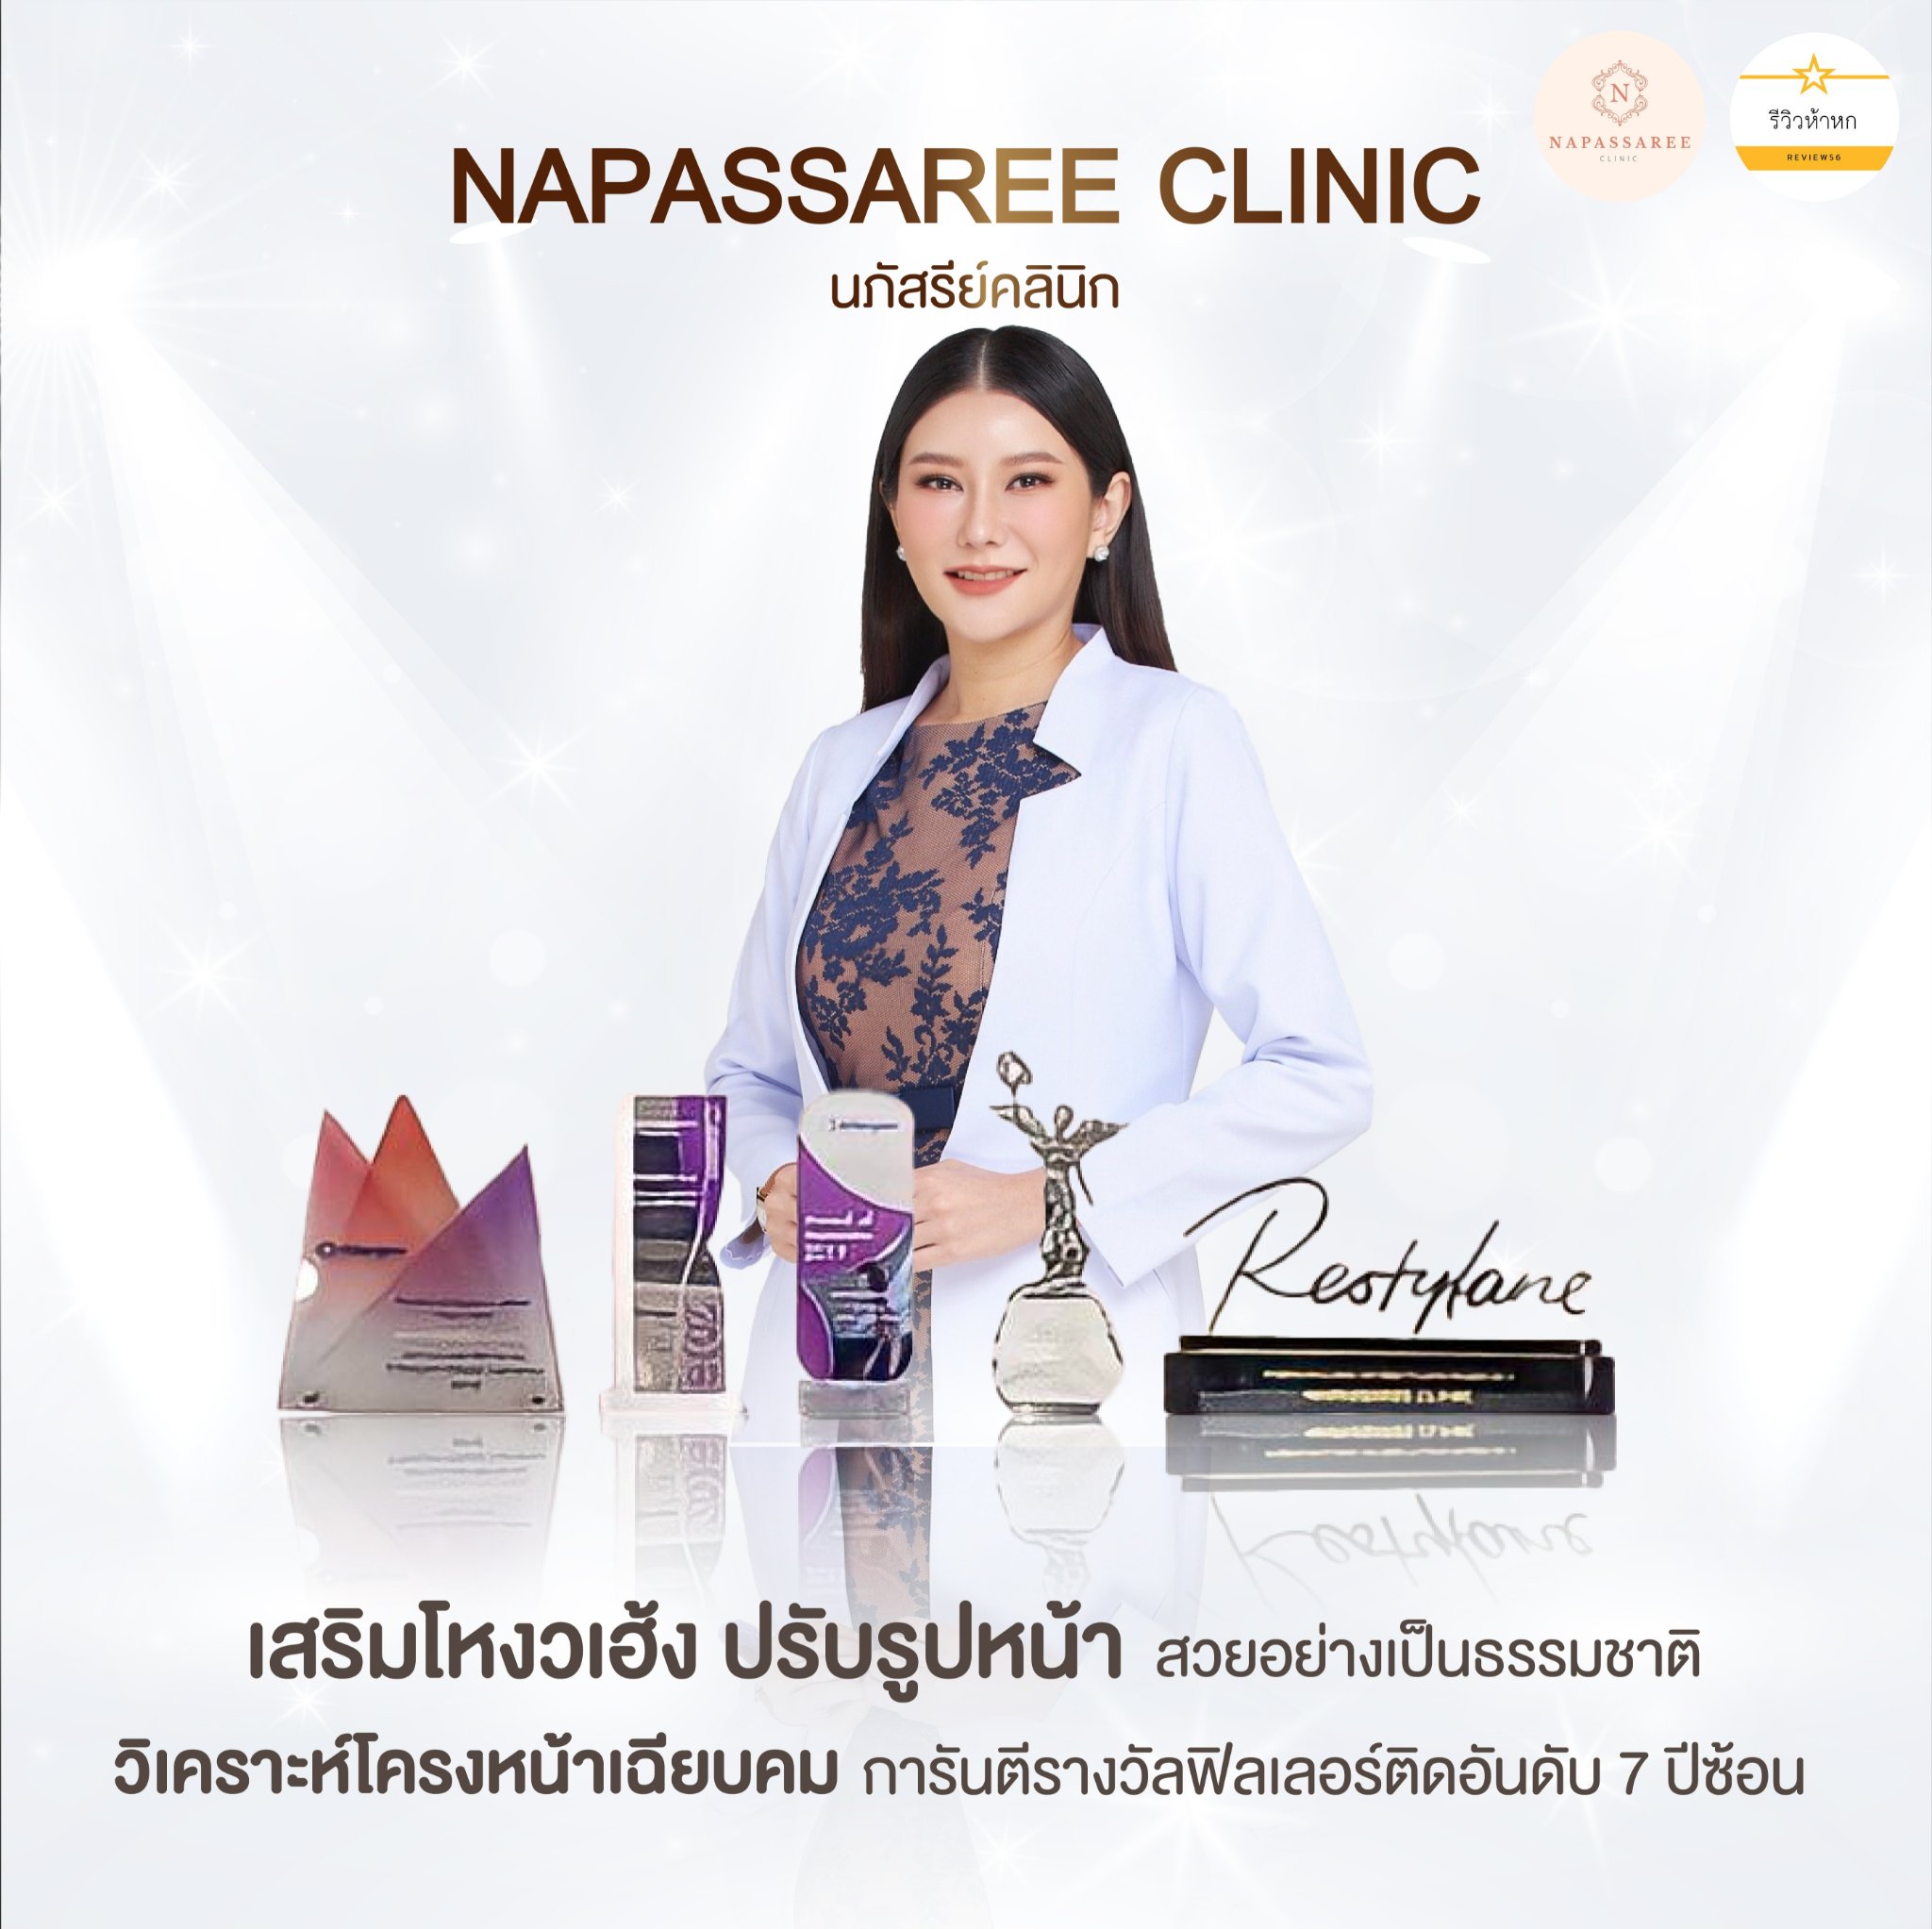 NAPASSAREE CLINIC
นภัสรีย์คลินิก
N
NAPASSAREE
CLINIC
รีวิวห้าหก
REVIEW56
Restylane
เสริมโหงวเฮ้ง ปรับรูปหน้า สวยอย่างเป็นธรรมชาติ
วิเคราะห์โครงหน้าเฉียบคม การันตีรางวัลฟิลเลอร์ติดอันดับ 7 ปีซ้อน